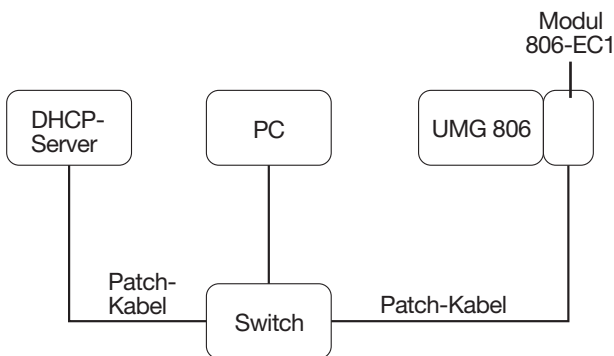 Modul
806-EC1
DHCP-
Server
PC
UMG 806
Patch-
Kabel
Switch
Patch-Kabel